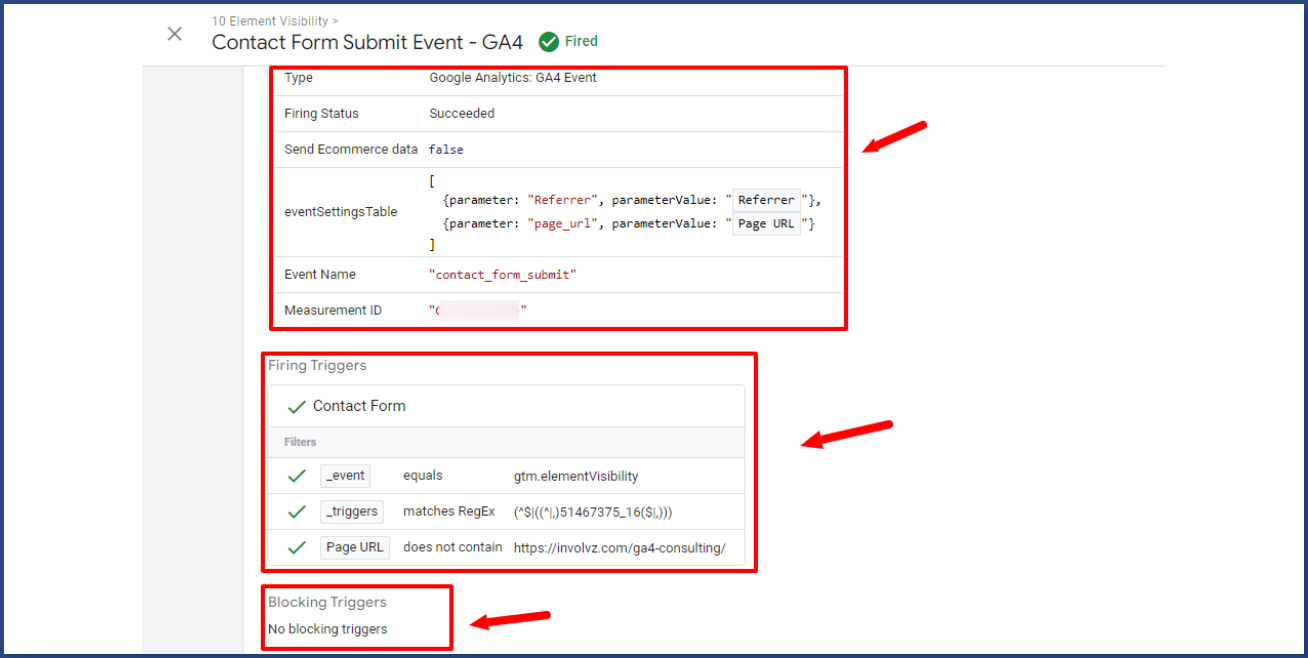 10 Element Visibility >
Contact Form Submit Event - GA4 Fired
Type Google Analytics: GA4 Event
Firing Status Succeeded
Send Ecommerce data false
[
{parameter: "Referrer", parameterValue: " Referrer "},
eventSettingsTable
{parameter: "page_url", parameterValue: " Page URL "}
]
Event Name "contact_form_submit"
Measurement ID " "
Firing Triggers
Contact Form
Filters
_event equals gtm.elementVisibility
_triggers matches RegEx (^$|((^|,)51467375_16($|,)))
Page URL does not contain https://involvz.com/ga4-consulting/
Blocking Triggers
No blocking triggers